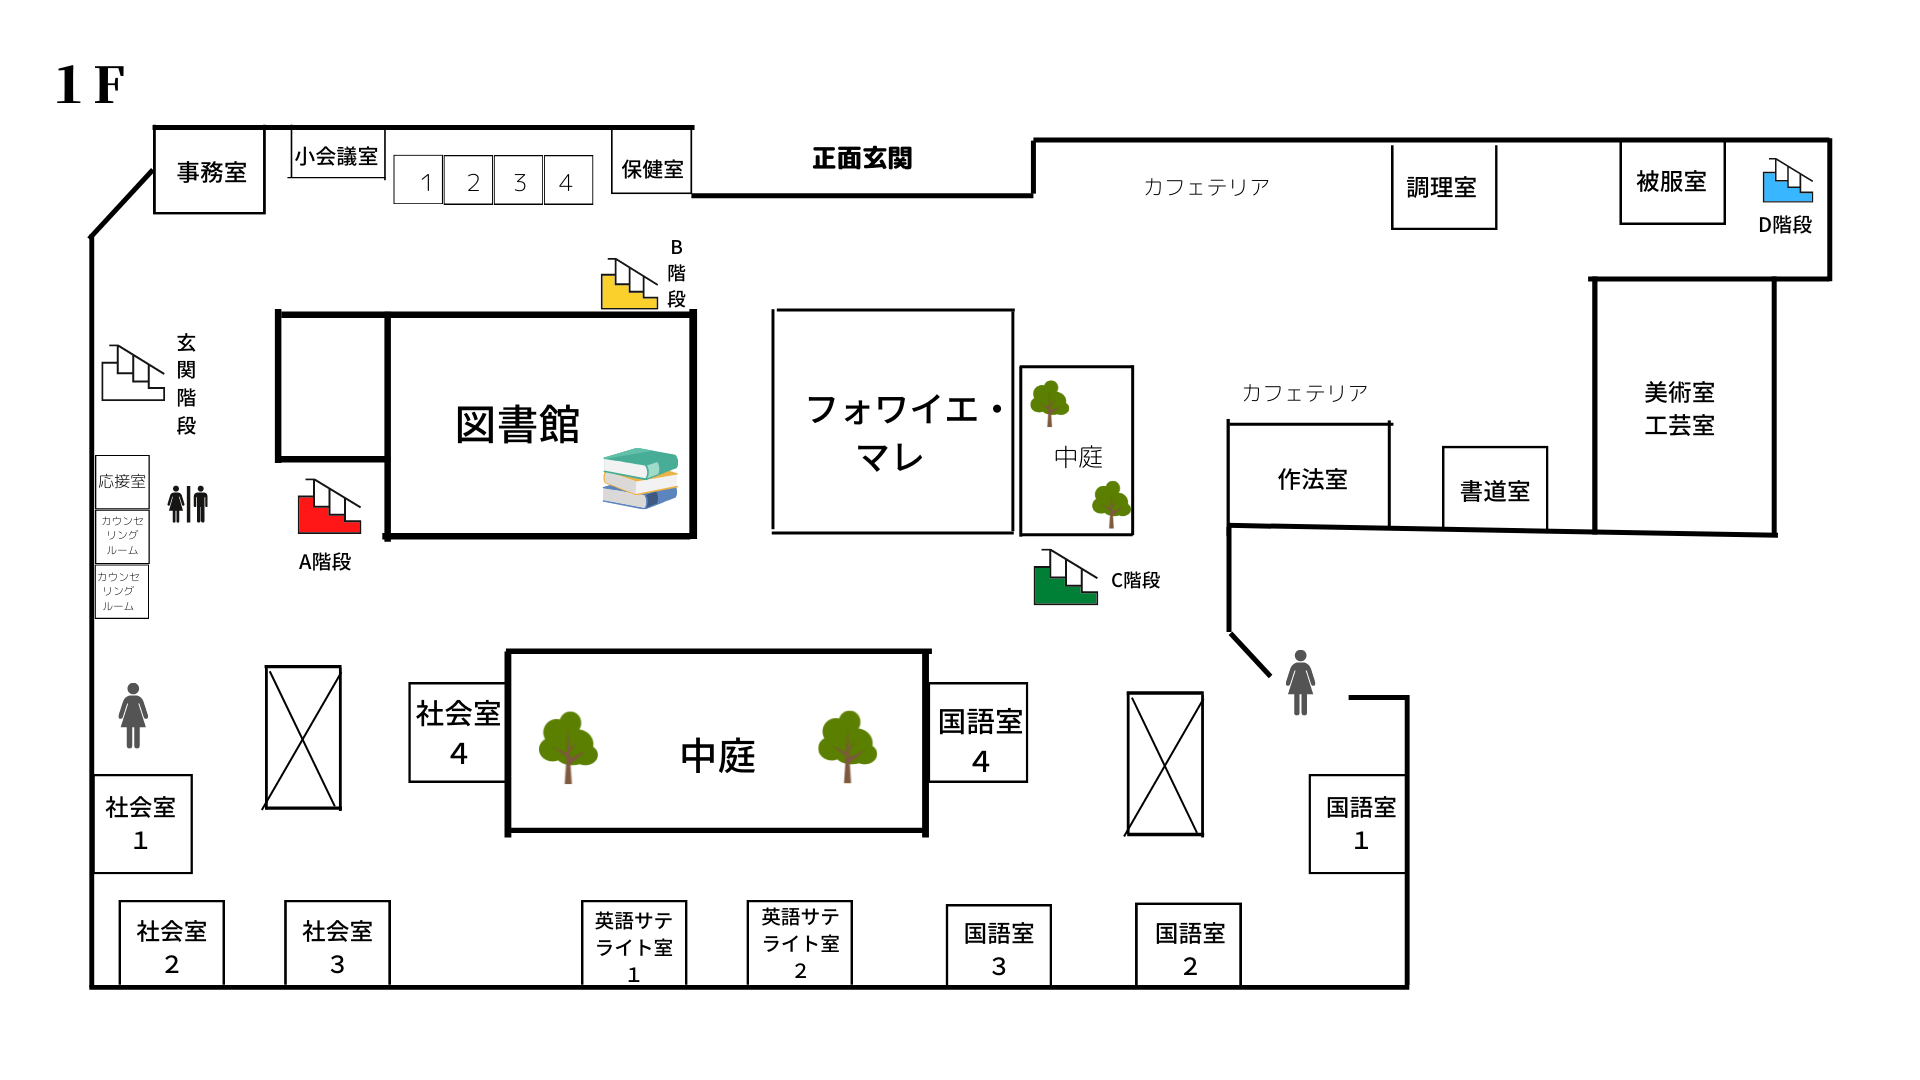 1F
事務室
小会議室
1
2
3
4
保健室
正面玄関
カフェテリア
調理室
被服室
D階段
B
階
段
玄
関
階
段
図書館
フォワイエ・
マレ
中庭
カフェテリア
作法室
書道室
美術室
工芸室
応接室
カウンセ
リング
ルーム
カウンセ
リング
ルーム
A階段
C階段
社会室
4
中庭
国語室
4
社会室
1
国語室
1
社会室
2
社会室
3
英語サテ
ライト室
1
英語サテ
ライト室
2
国語室
3
国語室
2